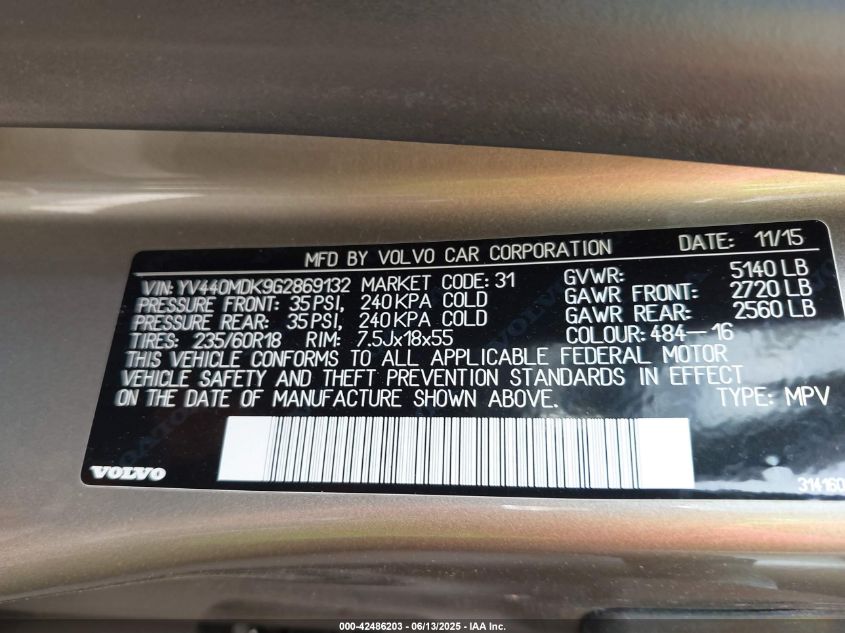 MFD BY VOLVO CAR CORPORATION DATE: 11/15
VIN: YV440MDK9G2869132 MARKET CODE: 31 GVWR: 5140 LB
PRESSURE FRONT: 35 PSI, 240 KPA COLD GAWR FRONT: 2720 LB
PRESSURE REAR: 35 PSI, 240 KPA COLD GAWR REAR: 2560 LB
TIRES: 235/60R18 RIM: 7.5Jx18x55 COLOUR: 484-16
THIS VEHICLE CONFORMS TO ALL APPLICABLE FEDERAL MOTOR
VEHICLE SAFETY AND THEFT PREVENTION STANDARDS IN EFFECT
ON THE DATE OF MANUFACTURE SHOWN ABOVE. TYPE: MPV
VOLVO
000-42486203 - 06/13/2025 - IAA Inc.